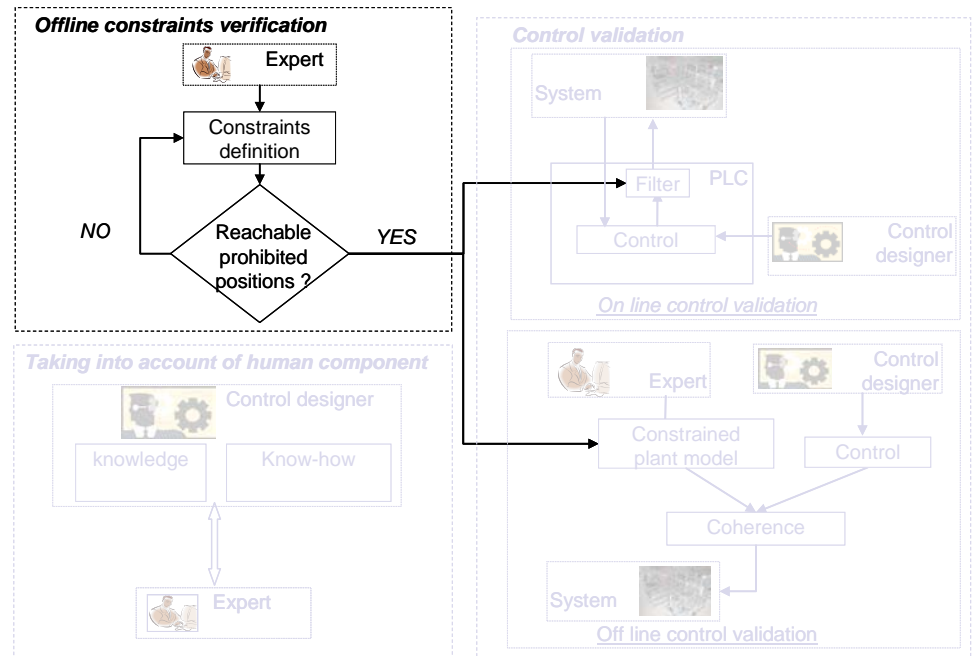 Offline constraints verification
Expert
Constraints
definition
Reachable
prohibited
positions ?
NO
YES
Taking into account of human component
Control designer
knowledge
Know-how
Expert
Control validation
System
Filter
PLC
Control
Control
designer
On line control validation
Expert
Control
designer
Constrained
plant model
Control
Coherence
System
Off line control validation